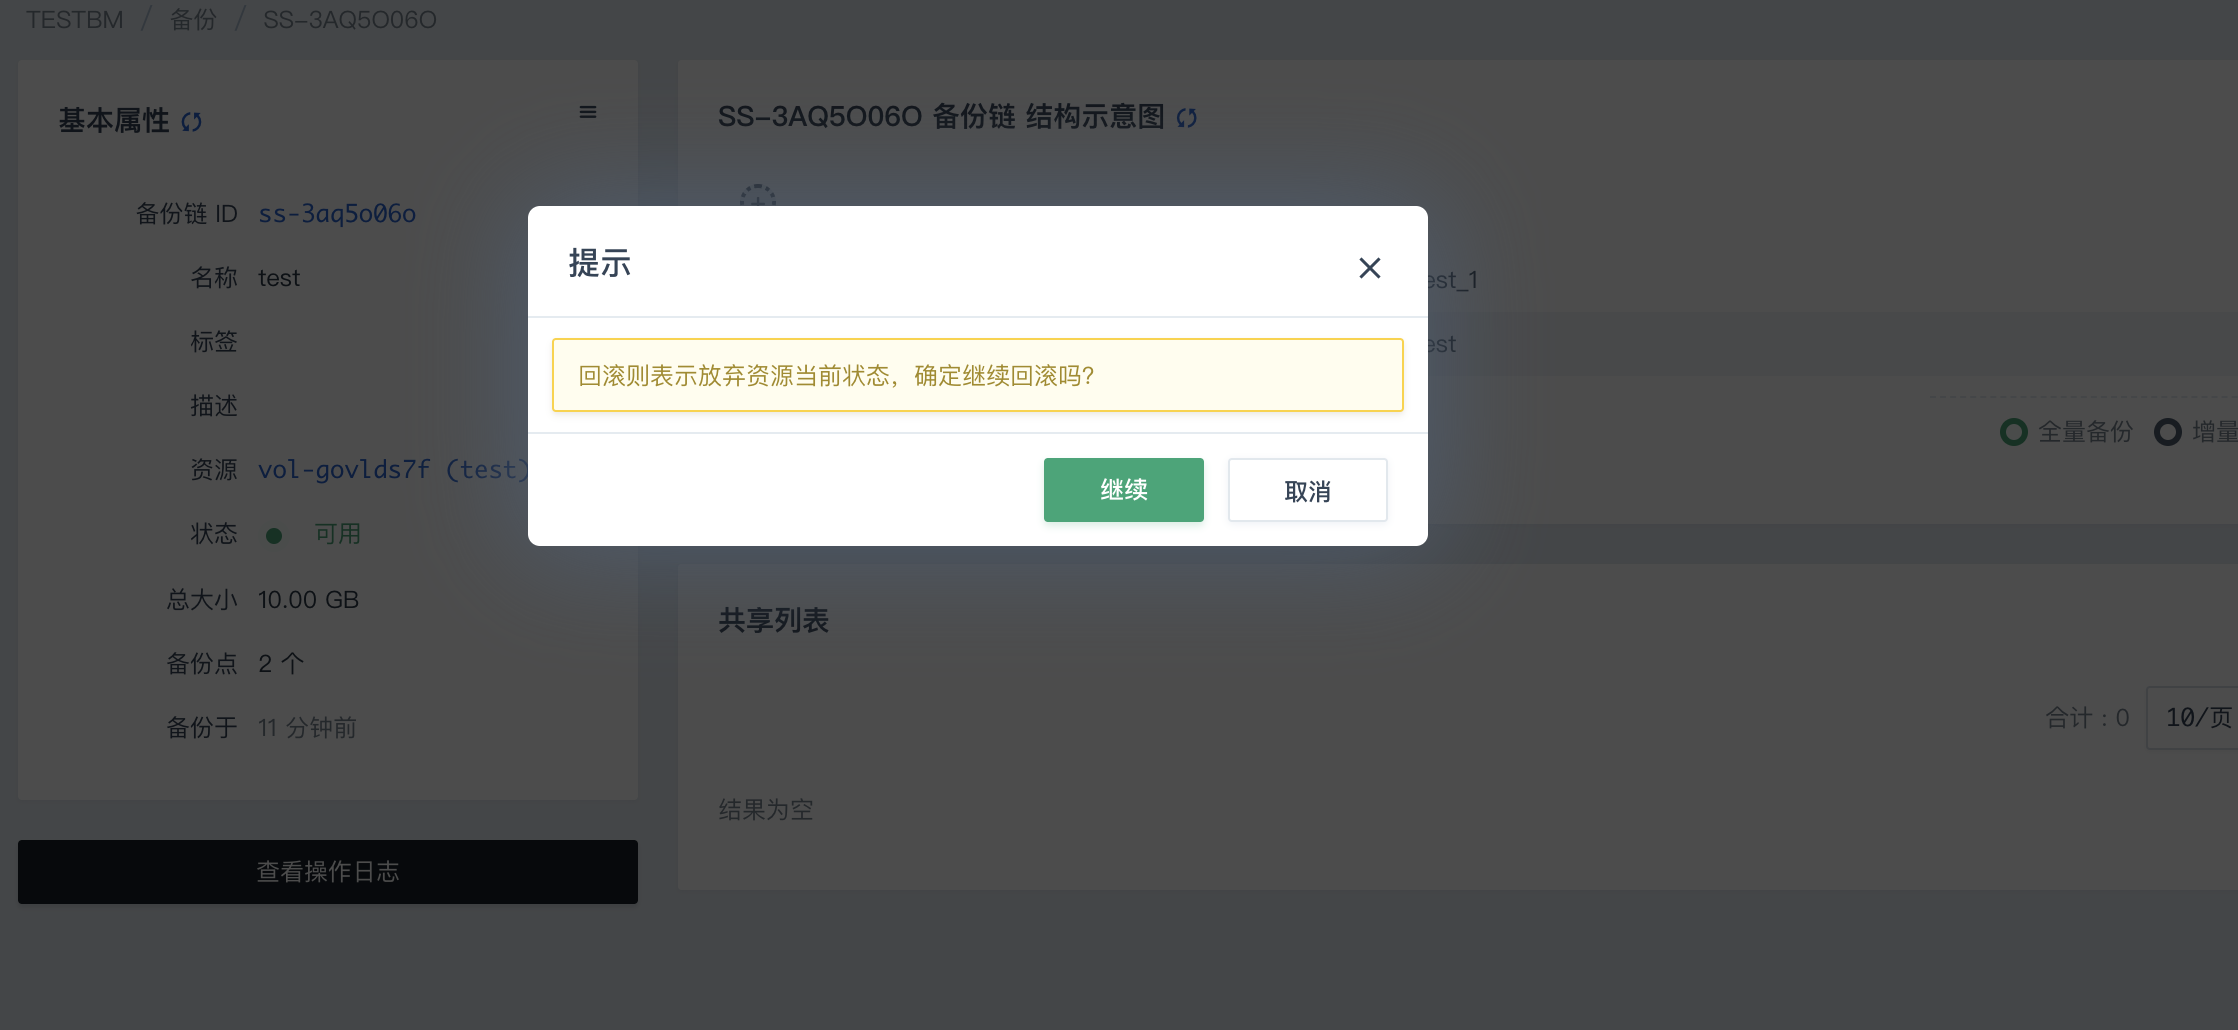 TESTBM / 备份 / SS-3AQ5O06O
基本属性
备份链 ID ss-3aq5o06o
名称 test
标签
描述
资源 vol-govlds7f (test)
状态 可用
总大小 10.00 GB
备份点 2 个
备份于 11 分钟前
查看操作日志
SS-3AQ5O06O 备份链 结构示意图
est_1
est
全量备份 增量
提示
回滚则表示放弃资源当前状态，确定继续回滚吗?
继续 取消
共享列表
合计：0 10/页
结果为空